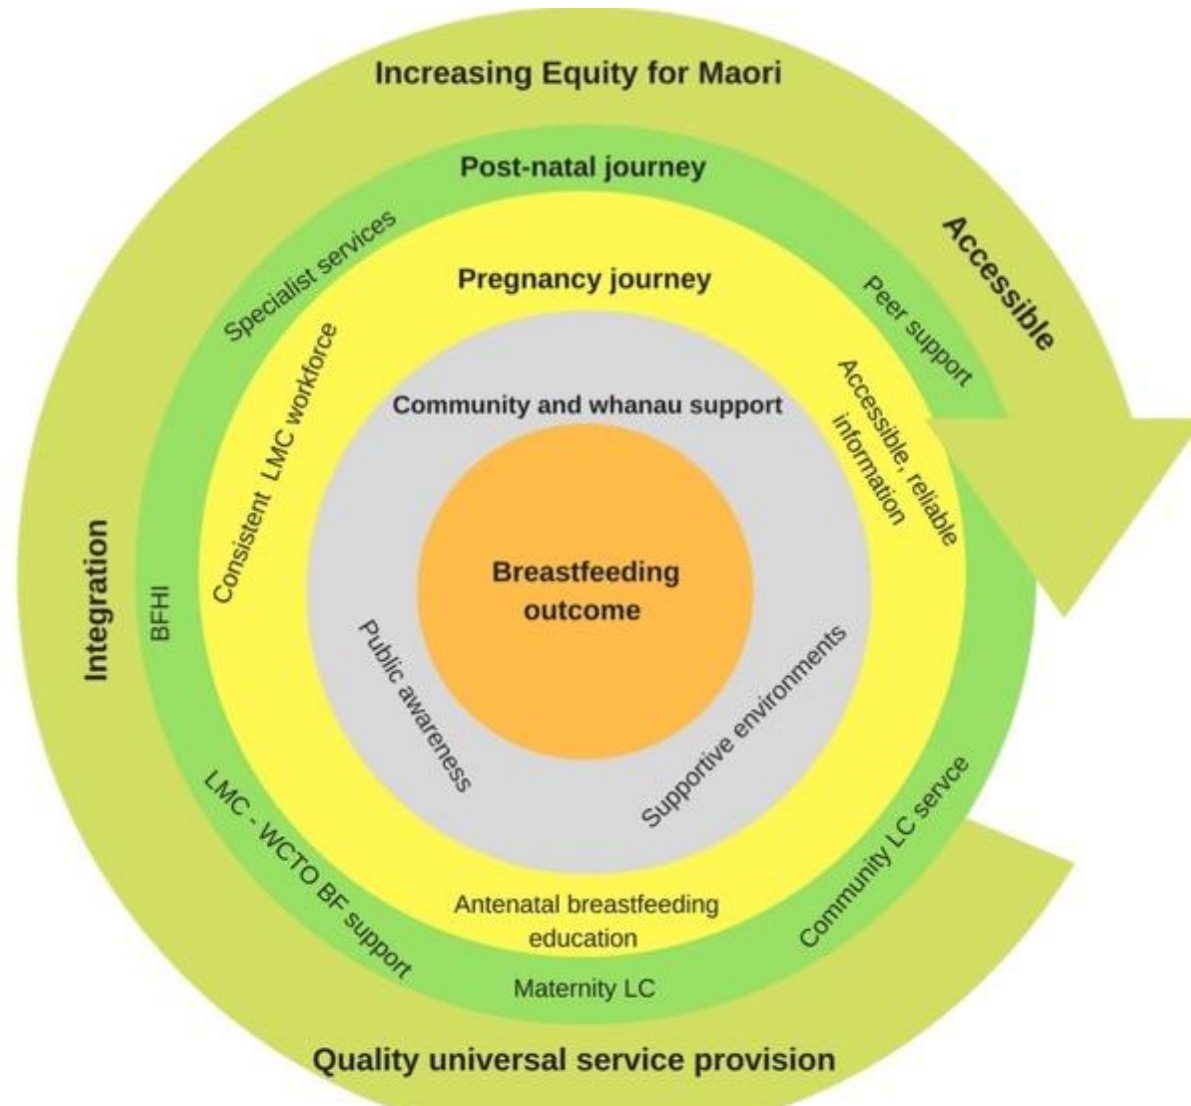 Increasing Equity for Maori
Accessible
Integration
Quality universal service provision
Post-natal journey
Specialist services
Peer support
BFHI
LMC - WCTO BF support
Maternity LC
Community LC servce
Pregnancy journey
Consistent LMC workforce
Accessible, reliable
information
Antenatal breastfeeding
education
Community and whanau support
Public awareness
Supportive environments
Breastfeeding
outcome